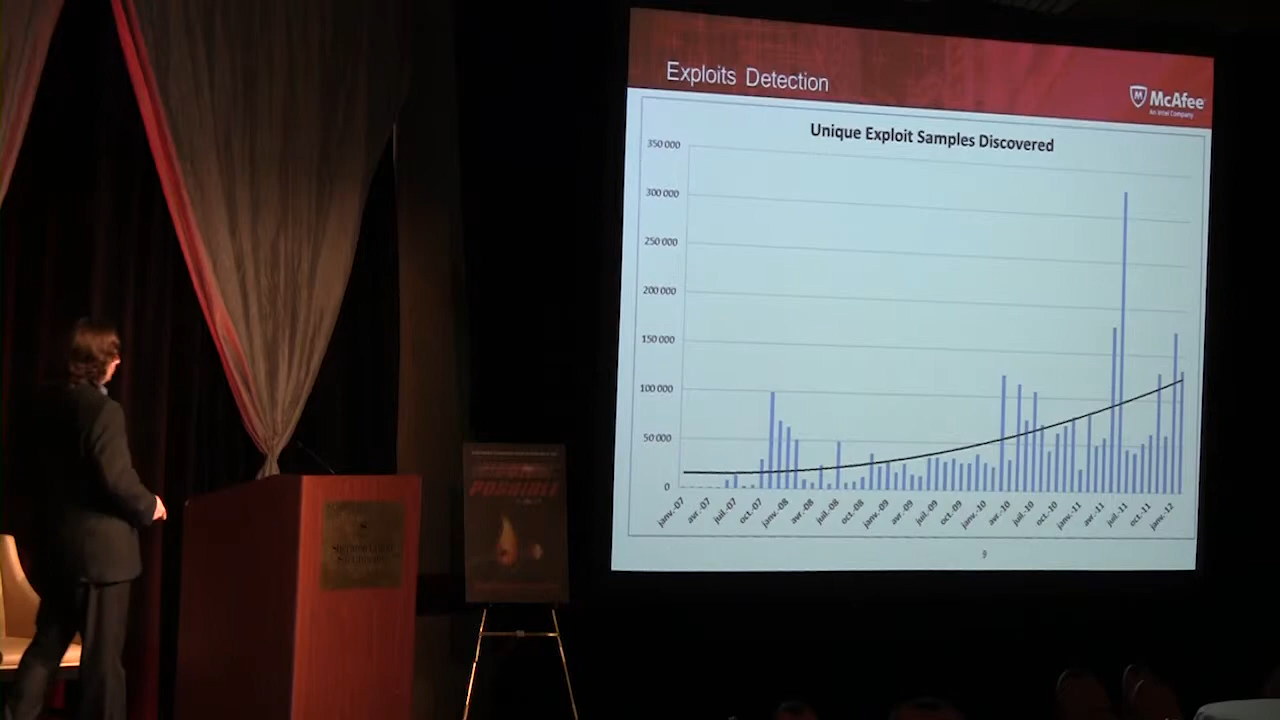 Exploits Detection
McAfee
An Intel Company
Unique Exploit Samples Discovered
350 000
300 000
250 000
200 000
150 000
100 000
50 000
0
janv.-07
avr.-07
juil.-07
oct.-07
janv.-08
avr.-08
juil.-08
oct.-08
janv.-09
avr.-09
juil.-09
oct.-09
janv.-10
avr.-10
juil.-10
oct.-10
janv.-11
avr.-11
juil.-11
oct.-11
janv.-12
9
POSSIBLE